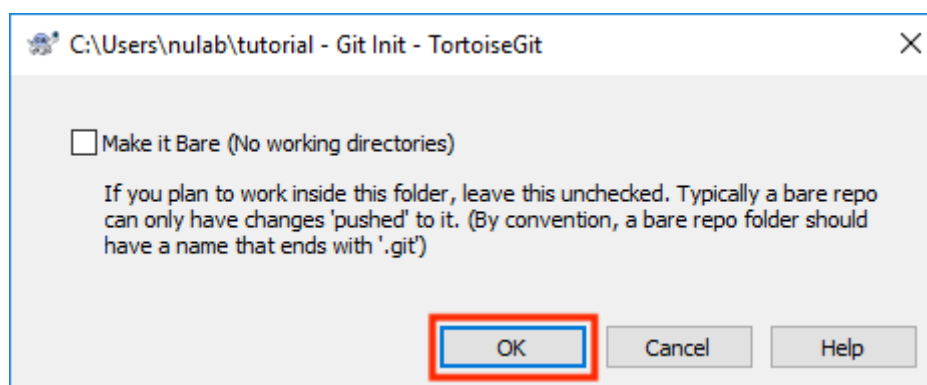 C:\Users\nulab\tutorial - Git Init - TortoiseGit
Make it Bare (No working directories)
If you plan to work inside this folder, leave this unchecked. Typically a bare repo
can only have changes 'pushed' to it. (By convention, a bare repo folder should
have a name that ends with '.git')
OK Cancel Help